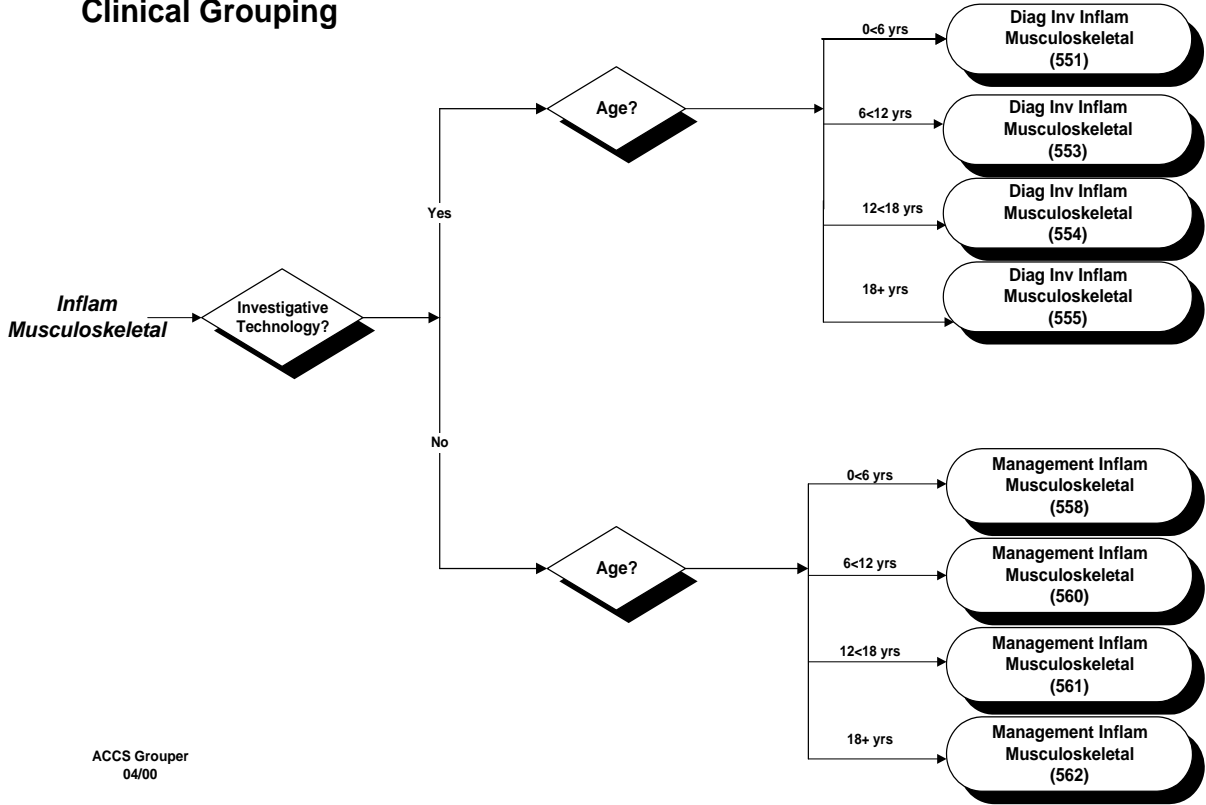 Clinical Grouping
0<6 yrs
Diag Inv Inflam
Musculoskeletal
(551)
Age?
6<12 yrs
Diag Inv Inflam
Musculoskeletal
(553)
Yes
12<18 yrs
Diag Inv Inflam
Musculoskeletal
(554)
18+ yrs
Diag Inv Inflam
Musculoskeletal
(555)
Inflam
Musculoskeletal
Investigative
Technology?
No
0<6 yrs
Management Inflam
Musculoskeletal
(558)
Age?
6<12 yrs
Management Inflam
Musculoskeletal
(560)
12<18 yrs
Management Inflam
Musculoskeletal
(561)
18+ yrs
Management Inflam
Musculoskeletal
(562)
ACCS Grouper
04/00